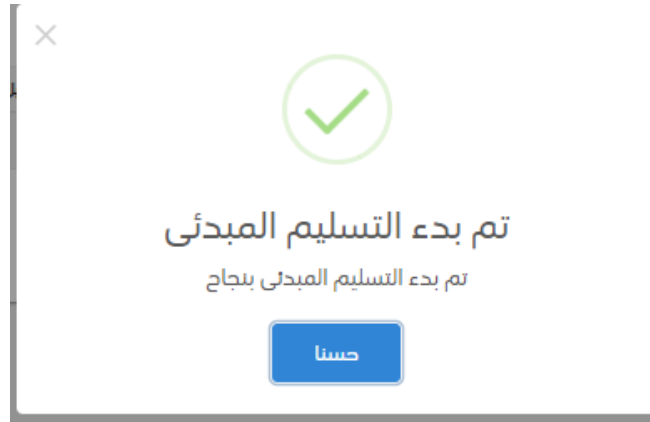 تم بدء التسليم المبدئى
تم بدء التسليم المبدئى بنجاح
حسنا